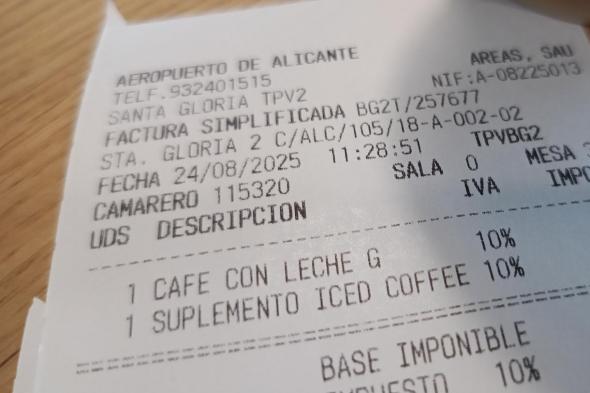 AEROPUERTO DE ALICANTE AREAS, SAU
TELF.932401515 NIF:A-08225013
SANTA GLORIA TPV2
FACTURA SIMPLIFICADA BG2T/257677
STA. GLORIA 2 C/ALC/105/18-A-002-02
FECHA 24/08/2025 11:28:51 TPVBG2
CAMARERO 115320 SALA 0 MESA
UDS DESCRIPCION IVA
1 CAFE CON LECHE G 10%
1 SUPLEMENTO ICED COFFEE 10%
BASE IMPONIBLE
10%